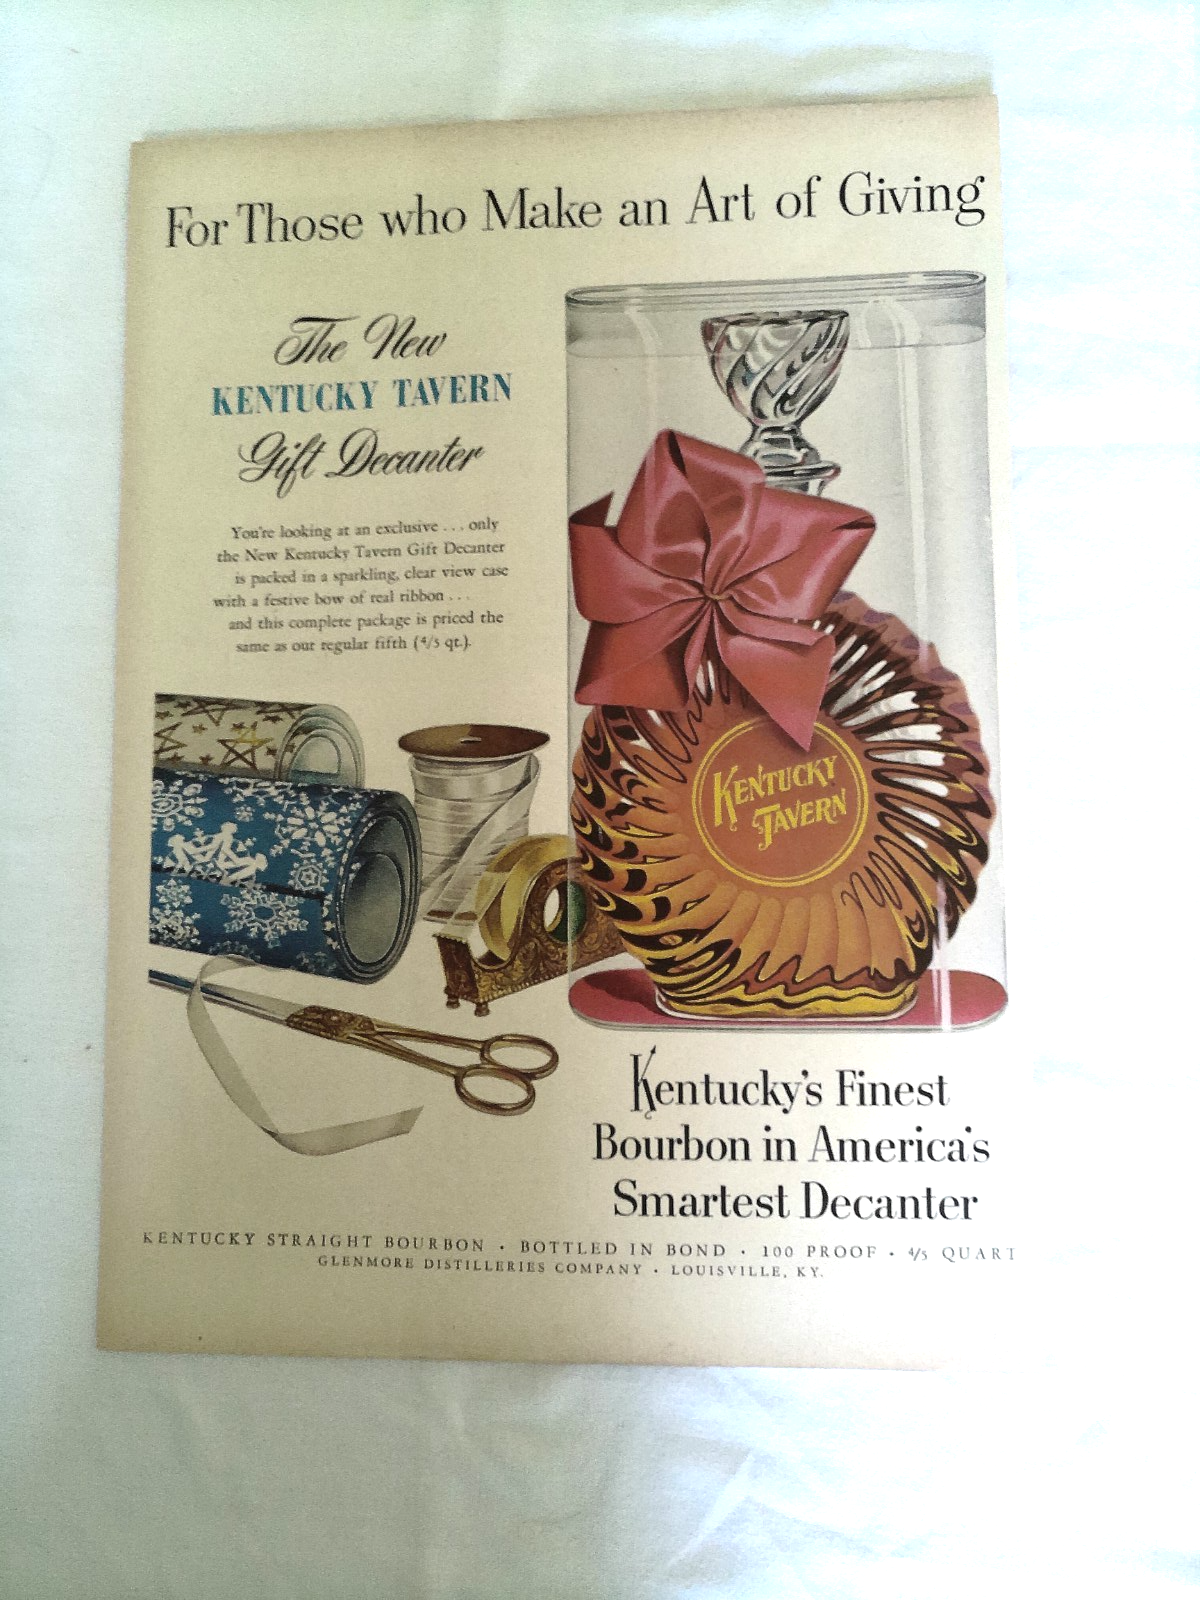 For Those who Make an Art of Giving
The New
KENTUCKY TAVERN
Gift Decanter
You're looking at an exclusive . . . only
the New Kentucky Tavern Gift Decanter
is packed in a sparkling, clear view case
with a festive bow of real ribbon . . .
and this complete package is priced the
same as our regular fifth (4/5 qt.).
KENTUCKY
TAVERN
Kentucky's Finest
Bourbon in America's
Smartest Decanter
KENTUCKY STRAIGHT BOURBON · BOTTLED IN BOND · 100 PROOF · 4/5 QUART
GLENMORE DISTILLERIES COMPANY · LOUISVILLE, KY.